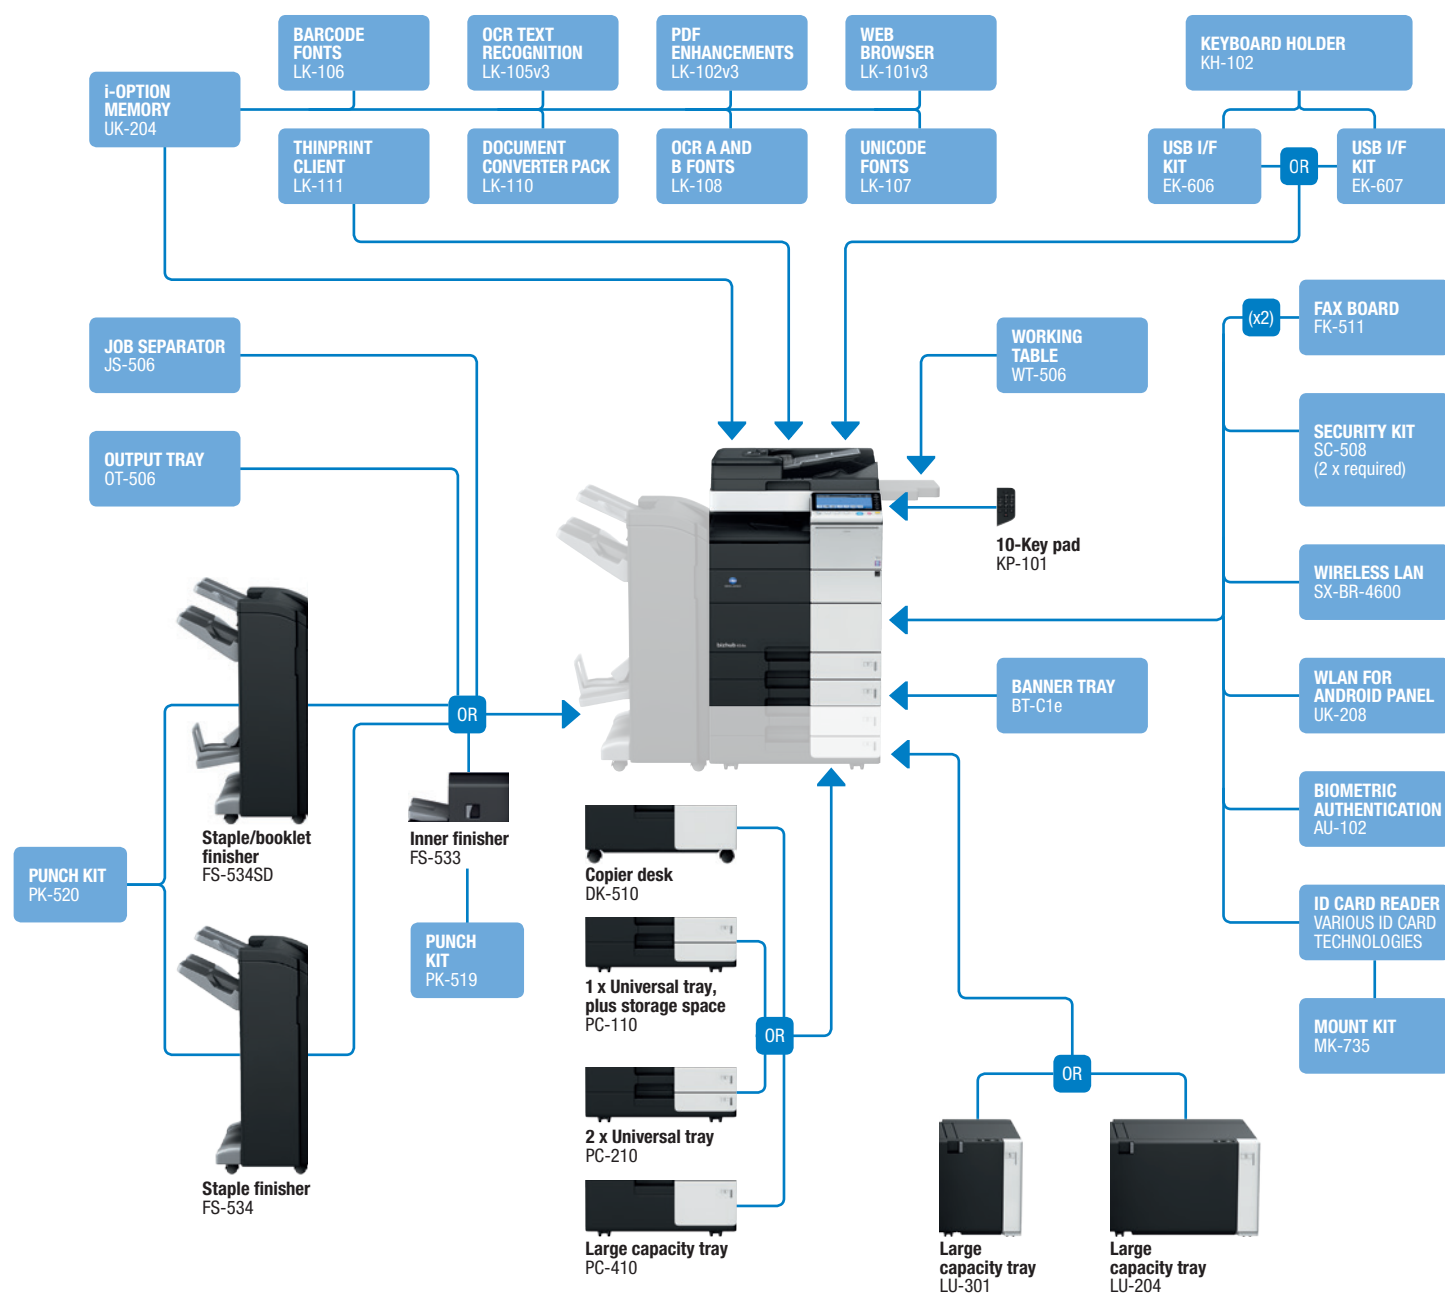 BARCODE
FONTS
LK-106
OCR TEXT
RECOGNITION
LK-105v3
PDF
ENHANCEMENTS
LK-102v3
WEB
BROWSER
LK-101v3
KEYBOARD HOLDER
KH-102
i-OPTION
MEMORY
UK-204
THINPRINT
CLIENT
LK-111
DOCUMENT
CONVERTER PACK
LK-110
OCR A AND
B FONTS
LK-108
UNICODE
FONTS
LK-107
USB I/F
KIT
EK-606
OR
USB I/F
KIT
EK-607
JOB SEPARATOR
JS-506
WORKING
TABLE
WT-506
(x2)
FAX BOARD
FK-511
OUTPUT TRAY
OT-506
SECURITY KIT
SC-508
(2 x required)
10-Key pad
KP-101
WIRELESS LAN
SX-BR-4600
bizhub
BANNER TRAY
BT-C1e
WLAN FOR
ANDROID PANEL
UK-208
OR
BIOMETRIC
AUTHENTICATION
AU-102
Staple/booklet
finisher
FS-534SD
Inner finisher
FS-533
Copier desk
DK-510
PUNCH KIT
PK-520
PUNCH
KIT
PK-519
1 x Universal tray,
plus storage space
PC-110
ID CARD READER
VARIOUS ID CARD
TECHNOLOGIES
OR
MOUNT KIT
MK-735
OR
2 x Universal tray
PC-210
Staple finisher
FS-534
Large capacity tray
PC-410
Large
capacity tray
LU-301
Large
capacity tray
LU-204